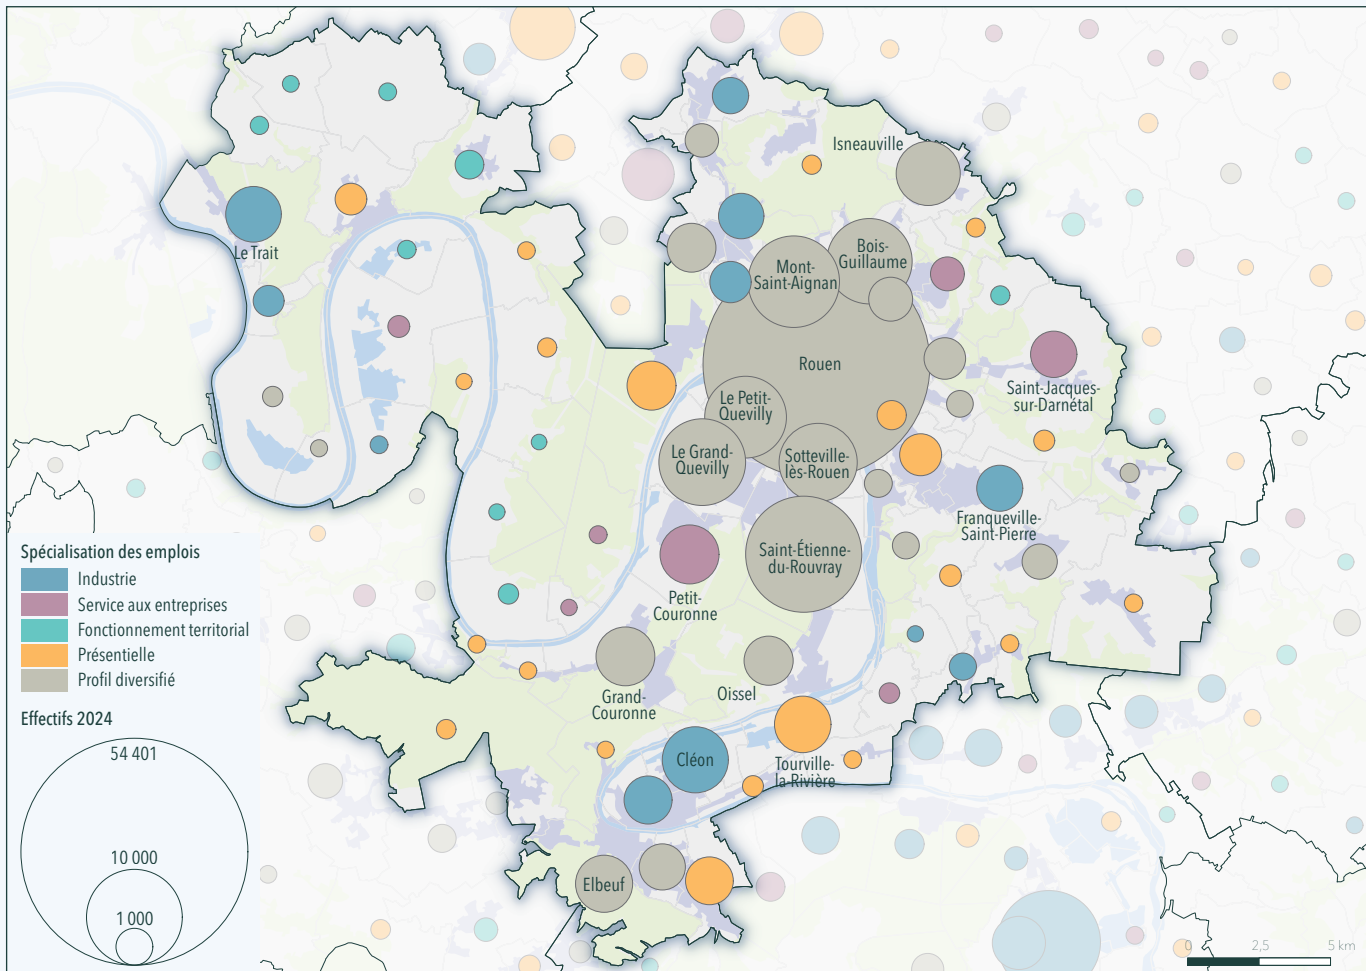 Isneauville
Le Trait
Bois-
Guillaume
Mont-
Saint-Aignan
Rouen
Saint-Jacques-
sur-Darnétal
Le Petit-
Quevilly
Le Grand-
Quevilly
Sotteville-
lès-Rouen
Franqueville-
Saint-Pierre
Saint-Étienne-
du-Rouvray
Petit-
Couronne
Grand-
Couronne
Oissel
Cléon
Tourville-
la-Rivière
Elbeuf
Spécialisation des emplois
Industrie
Service aux entreprises
Fonctionnement territorial
Présentielle
Profil diversifié
Effectifs 2024
54 401
10 000
1 000
0 2,5 5 km